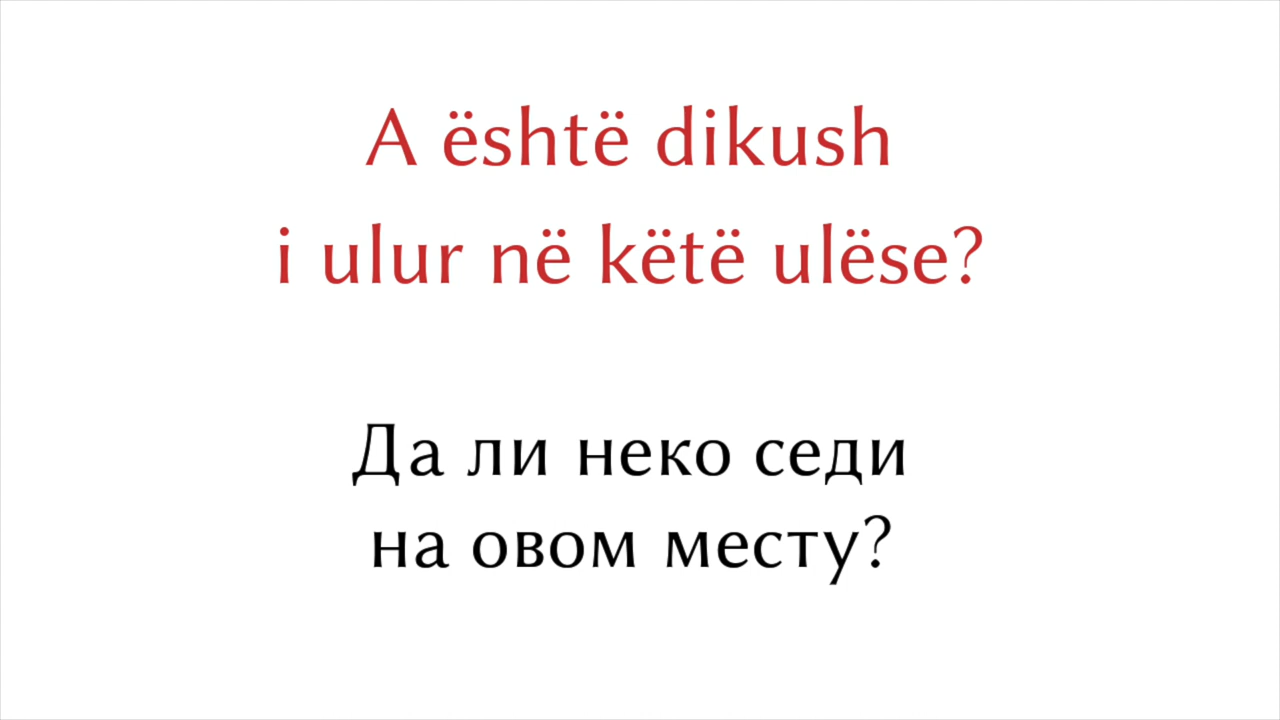 A është dikush
i ulur në këtë ulëse?
Да ли неко седи
на овом месту?